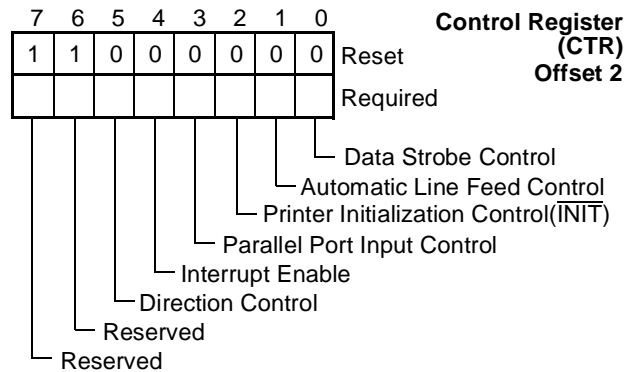 7 6 5 4 3 2 1 0 Control Register
(CTR)
Offset 2
1 1 0 0 0 0 0 0 Reset
Required
Data Strobe Control
Automatic Line Feed Control
Printer Initialization Control(INIT)
Parallel Port Input Control
Interrupt Enable
Direction Control
Reserved
Reserved